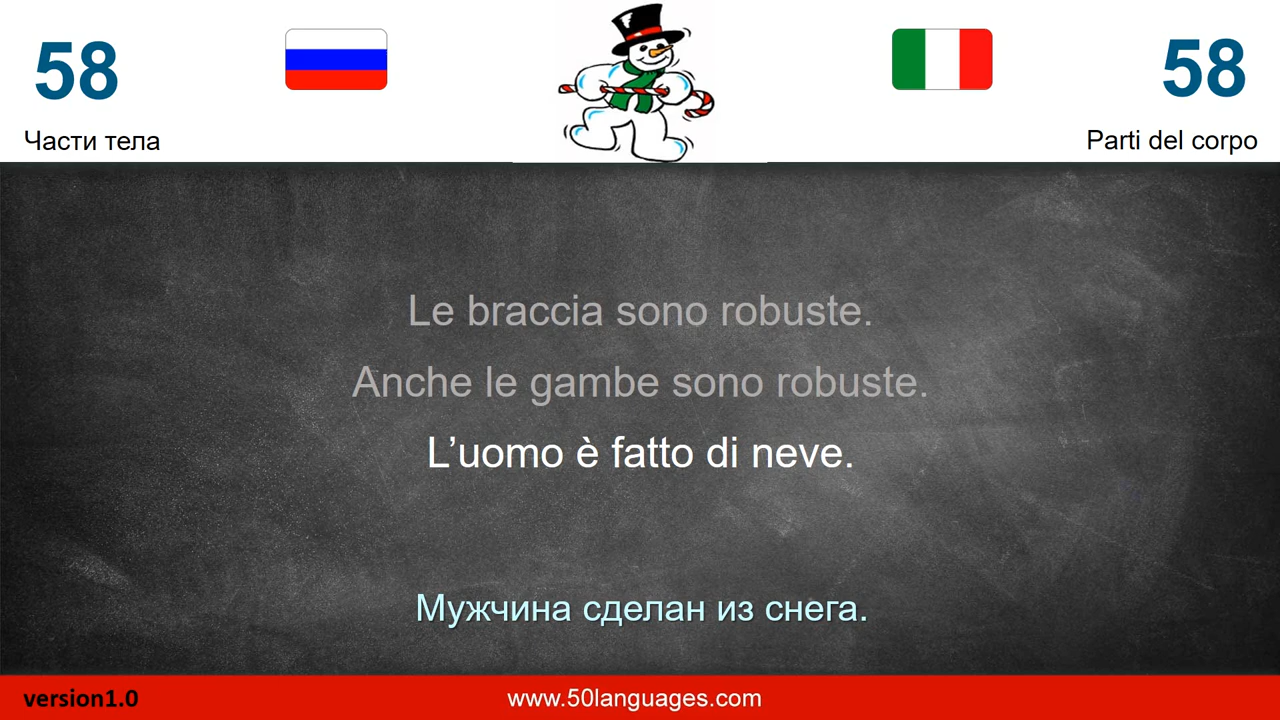 58
58
Части тела
Parti del corpo
Le braccia sono robuste.
Anche le gambe sono robuste.
L’uomo è fatto di neve.
Мужчина сделан из снега.
version1.0
www.50languages.com